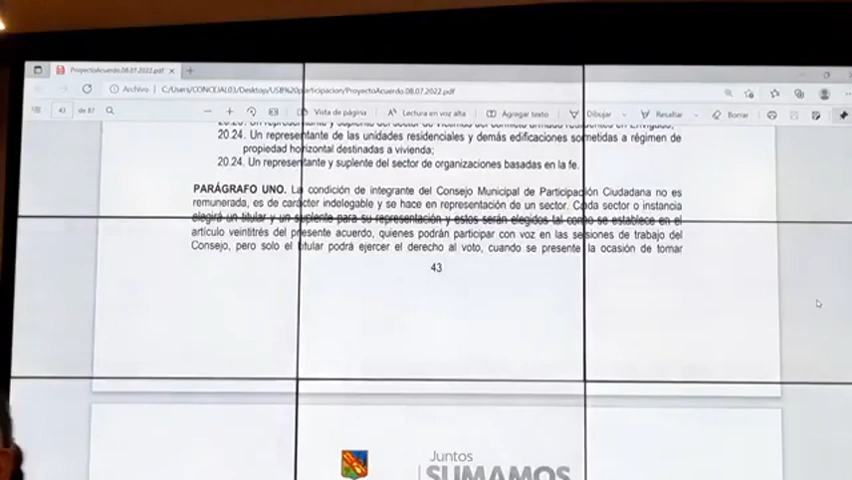 ProyectoAcuerdo.08.07.2022.pdf
Archivo C:/Users/CONCEJAL03/Desktop/USB%20participacion/ProyectoAcuerdo.08.07.2022.pdf
43 de 87 Vista de página Lectura en voz alta Agregar texto Dibujar Resaltar Borrar
20.24. Un representante de las unidades residenciales y demás edificaciones sometidas a régimen de
propiedad horizontal destinadas a vivienda;
20.24. Un representante y suplente del sector de organizaciones basadas en la fe.
PARÁGRAFO UNO. La condición de integrante del Consejo Municipal de Participación Ciudadana no es
remunerada, es de carácter indelegable y se hace en representación de un sector. Cada sector o instancia
elegirá un titular y un suplente para su representación y estos serán elegidos tal como se establece en el
artículo veintitrés del presente acuerdo, quienes podrán participar con voz en las sesiones de trabajo del
Consejo, pero solo el titular podrá ejercer el derecho al voto, cuando se presente la ocasión de tomar
43
Juntos
SUMAMOS